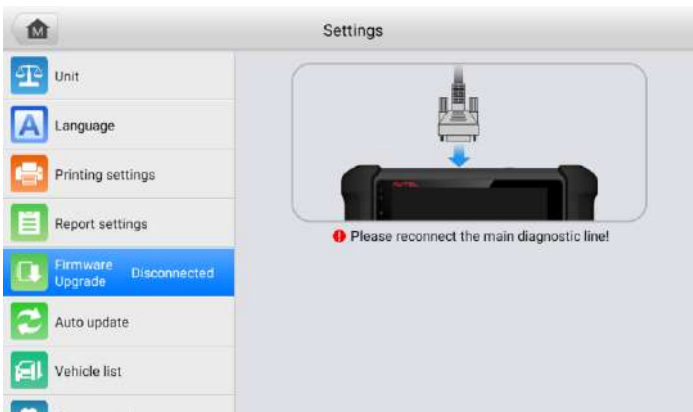 M
Settings
Unit
A Language
Printing settings
Report settings
Firmware Upgrade Disconnected
Auto update
Vehicle list
AUTEL
Please reconnect the main diagnostic line!